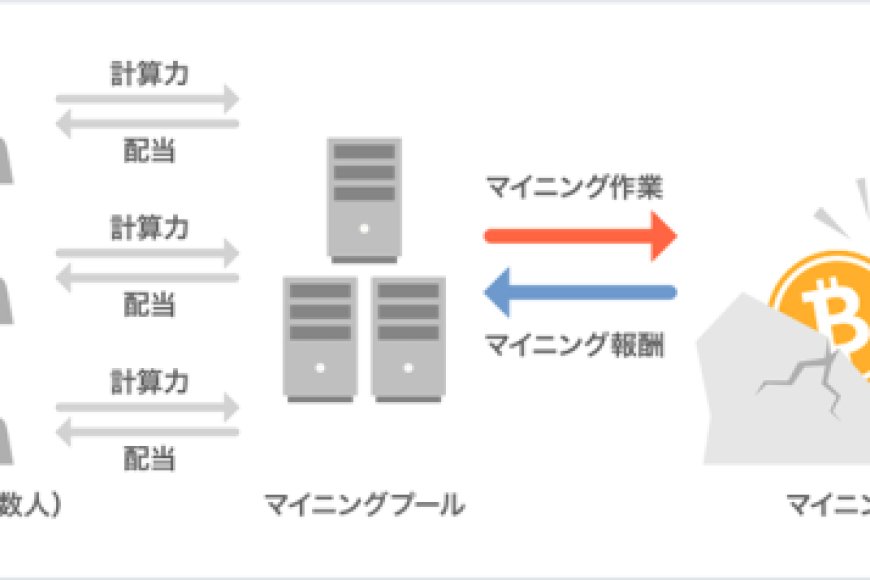 計算力
配当
計算力
配当
計算力
配当
マイニング作業
マイニング報酬
数人)
マイニングプール
マイニン